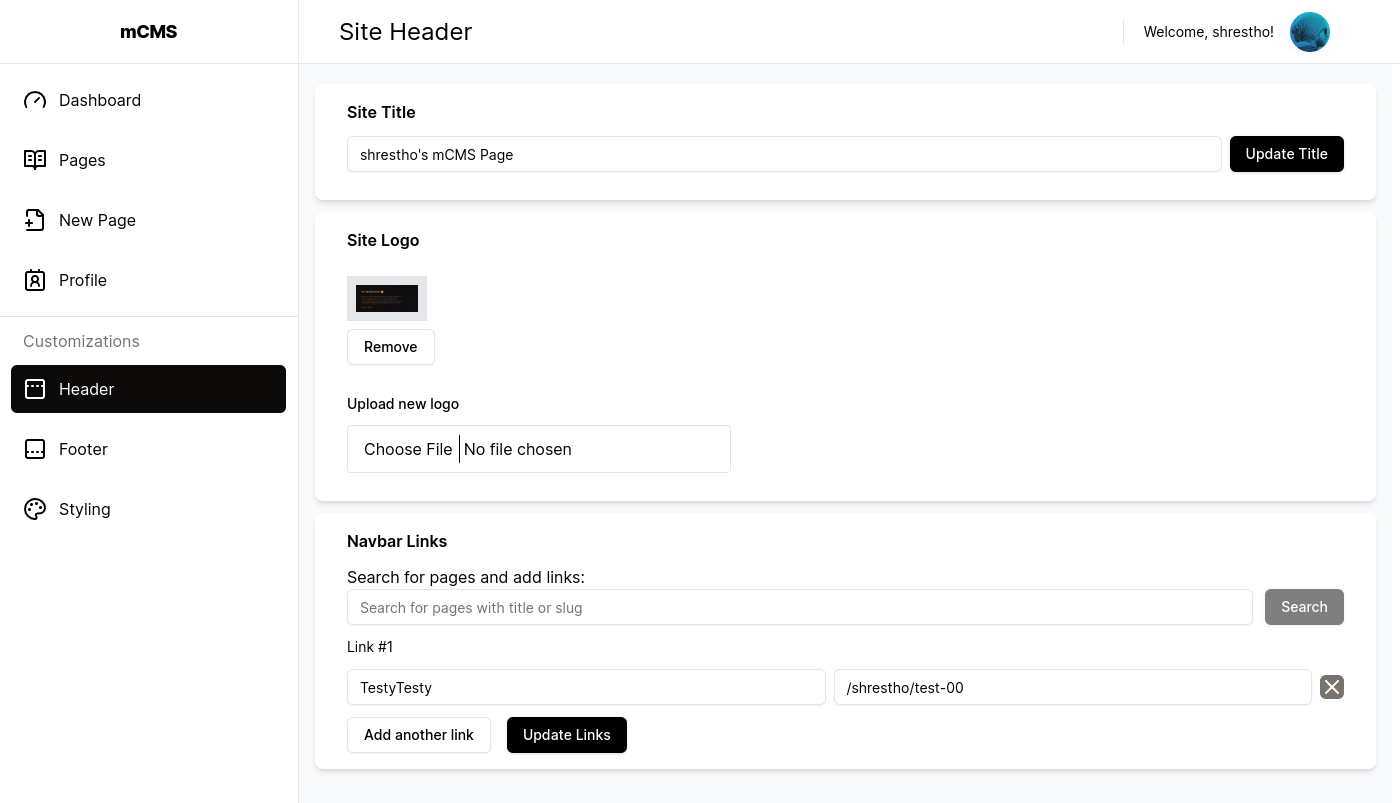 mCMS
Site Header
Welcome, shrestho!
Dashboard
Pages
New Page
Profile
Customizations
Header
Footer
Styling
Site Title
shrestho's mCMS Page
Update Title
Site Logo
Remove
Upload new logo
Choose File
No file chosen
Navbar Links
Search for pages and add links:
Search for pages with title or slug
Search
Link #1
TestyTesty
/shrestho/test-00
Add another link
Update Links